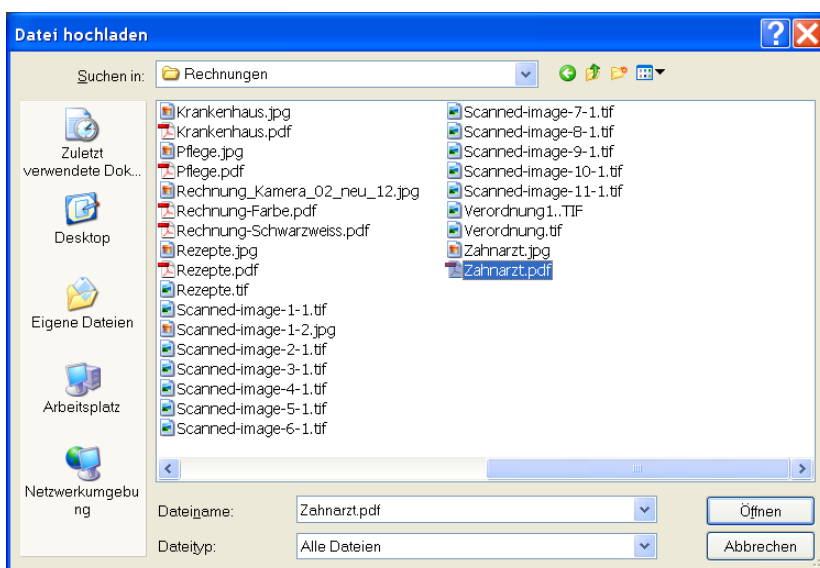 Datei hochladen
Suchen in: Rechnungen
Zuletzt
verwendete Dok...
Desktop
Eigene Dateien
Arbeitsplatz
Netzwerkumgebu
ng
Krankenhaus.jpg
Krankenhaus.pdf
Pflege.jpg
Pflege.pdf
Rechnung_Kamera_02_neu_12.jpg
Rechnung-Farbe.pdf
Rechnung-Schwarzweiss.pdf
Rezepte.jpg
Rezepte.pdf
Rezepte.tif
Scanned-image-1-1.tif
Scanned-image-1-2.jpg
Scanned-image-2-1.tif
Scanned-image-3-1.tif
Scanned-image-4-1.tif
Scanned-image-5-1.tif
Scanned-image-6-1.tif
Scanned-image-7-1.tif
Scanned-image-8-1.tif
Scanned-image-9-1.tif
Scanned-image-10-1.tif
Scanned-image-11-1.tif
Verordnung1..TIF
Verordnung.tif
Zahnarzt.jpg
Zahnarzt.pdf
Dateiname: Zahnarzt.pdf Öffnen
Dateityp: Alle Dateien Abbrechen